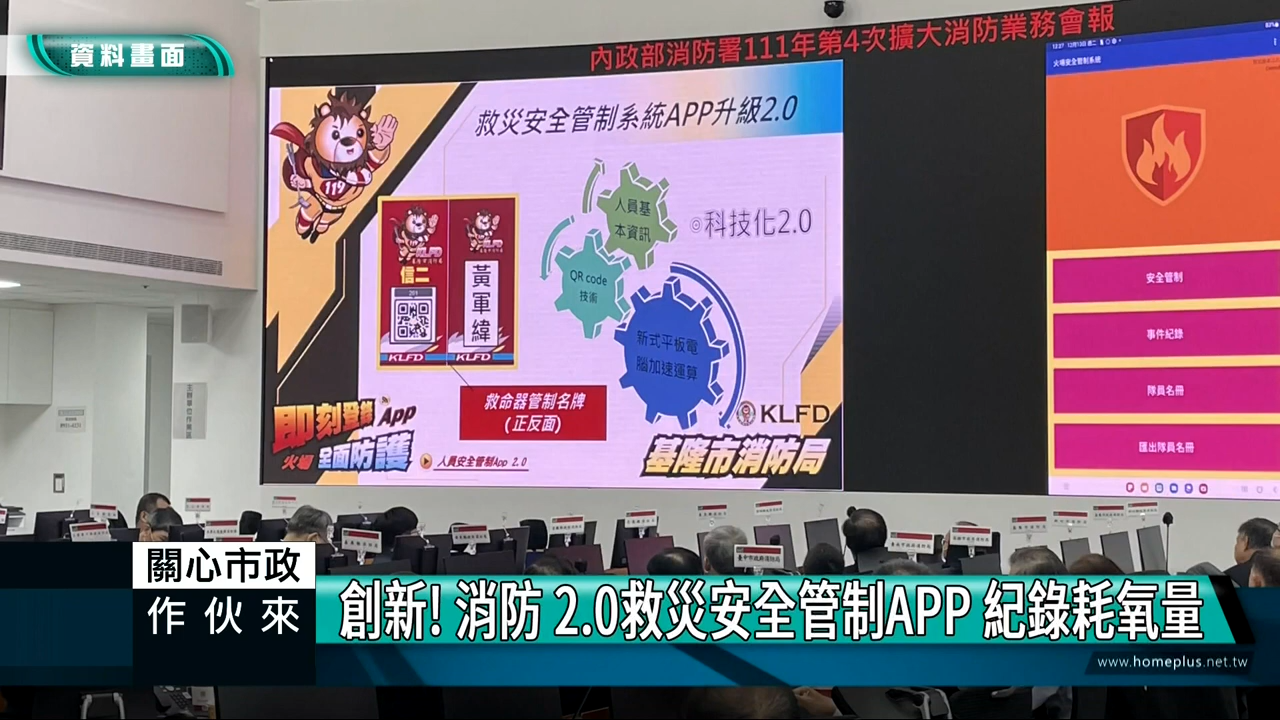 資料畫面
內政部消防署111年第4次擴大消防業務會報
救災安全管制系統APP升級2.0
119
人員基
本資訊
◎科技化2.0
QR code
技術
新式平板電
腦加速運算
KLFD
信二
KLFD
KLFD
黃軍緯
KLFD
救命器管制名牌
(正反面)
即刻登錄App
火場全面防護
人員安全管制App 2.0
KLFD
基隆市消防局
火場安全管制系統
安全管制
事件紀錄
隊員名冊
匯出隊員名冊
關心市政
作伙來
創新! 消防 2.0救災安全管制APP 紀錄耗氧量
www.homeplus.net.tw